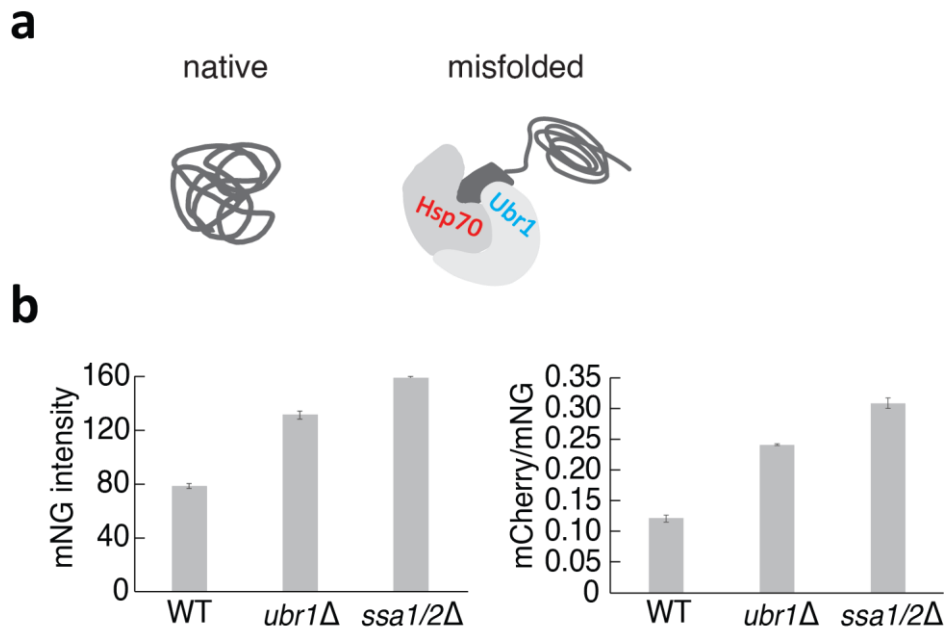 a
native misfolded
Hsp70 Ubr1
b
mNG intensity
160
120
80
40
0
WT ubr1Δ ssa1/2Δ
mCherry/mNG
0.35
0.30
0.25
0.20
0.15
0.10
0.05
0
WT ubr1Δ ssa1/2Δ